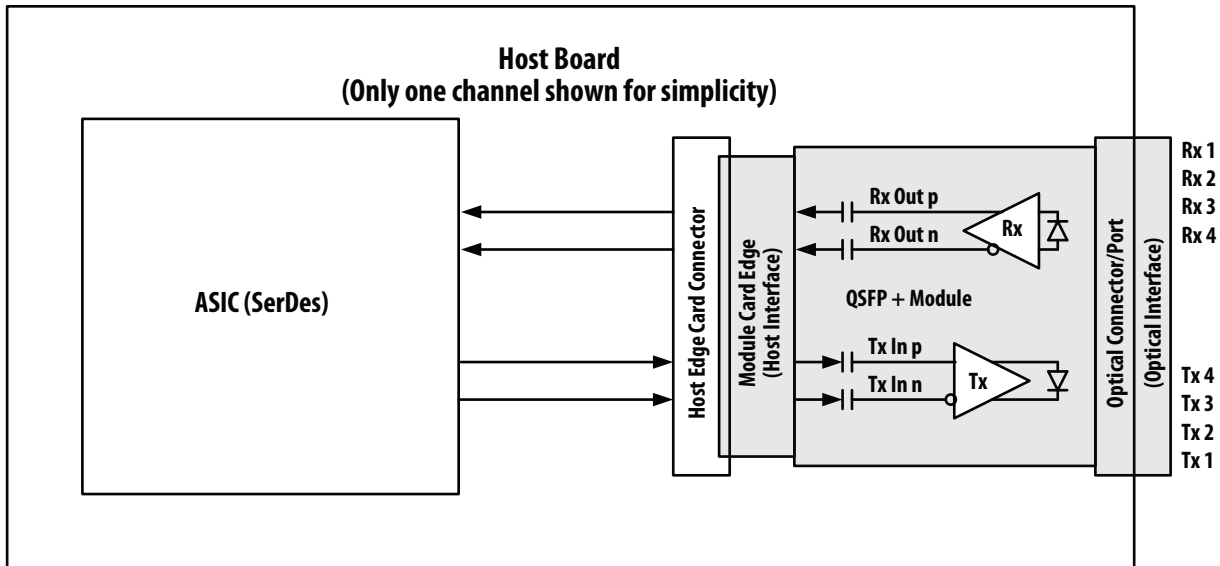 Host Board
(Only one channel shown for simplicity)
ASIC (SerDes)
Host Edge Card Connector
Module Card Edge
(Host Interface)
Rx Out p
Rx
Rx Out n
QSFP + Module
Tx In p
Tx
Tx In n
Optical Connector/Port
(Optical Interface)
Rx 1
Rx 2
Rx 3
Rx 4
Tx 4
Tx 3
Tx 2
Tx 1